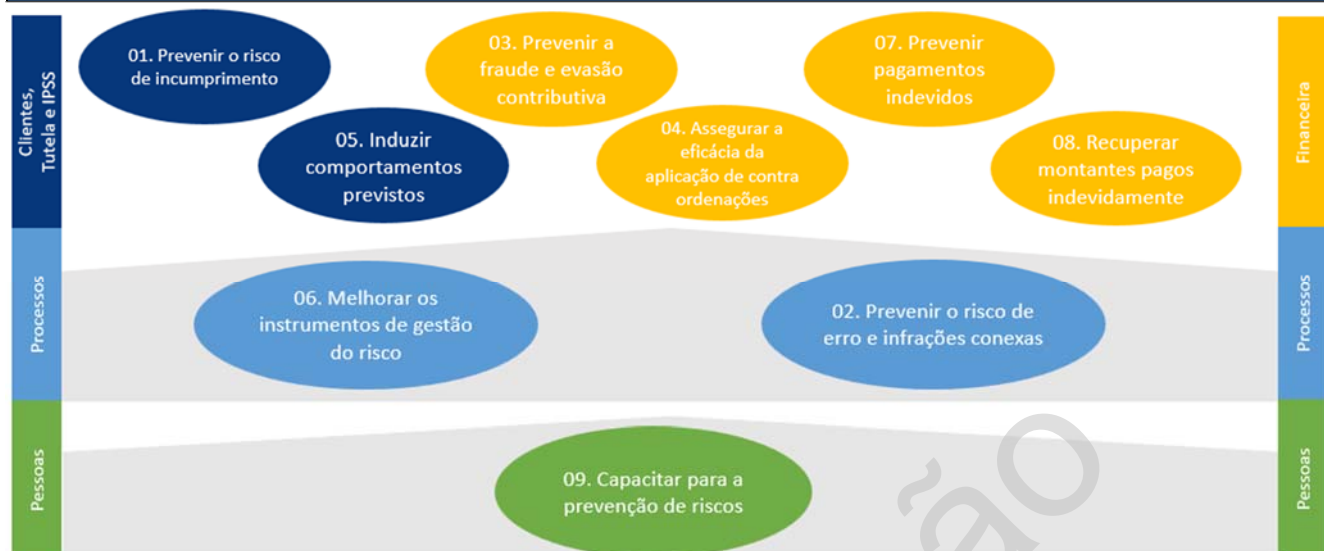 Clientes,
Tutela e IPSS
01. Prevenir o risco
de incumprimento
03. Prevenir a
fraude e evasão
contributiva
07. Prevenir
pagamentos
indevidos
Financeira
05. Induzir
comportamentos
previstos
04. Assegurar a
eficácia da
aplicação de contra
ordenações
08. Recuperar
montantes pagos
indevidamente
Processos
06. Melhorar os
instrumentos de gestão
do risco
02. Prevenir o risco de
erro e infrações conexas
Processos
Pessoas
09. Capacitar para a
prevenção de riscos
Pessoas
ão